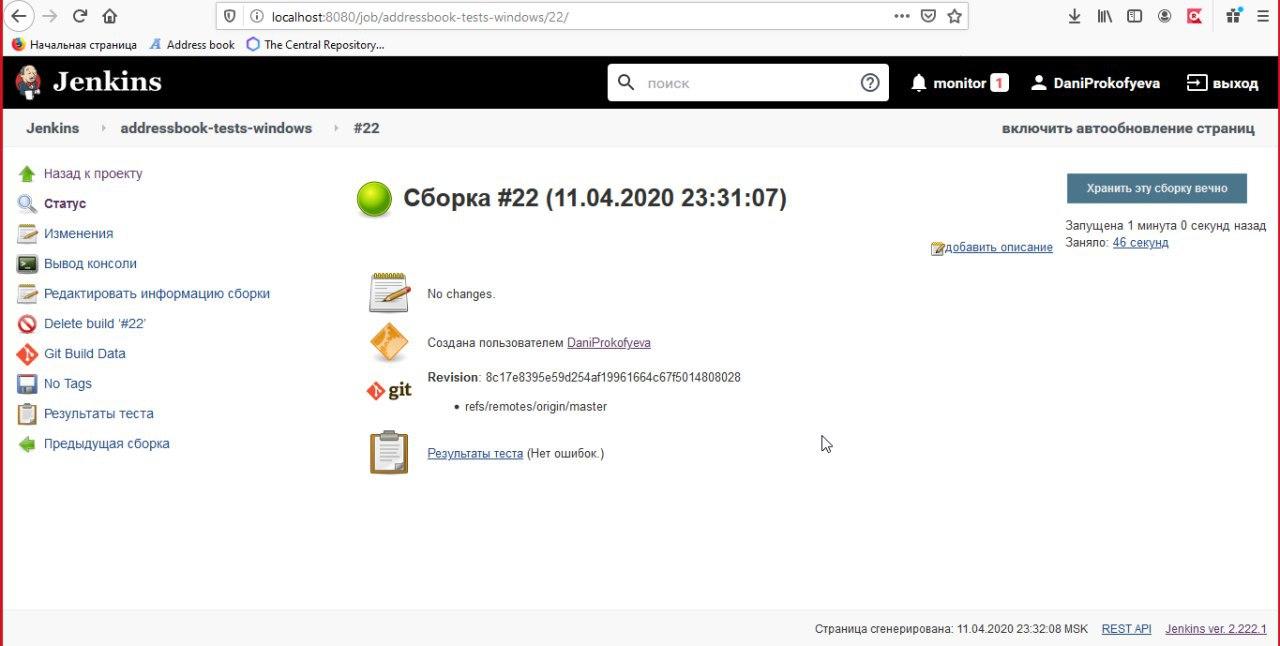 localhost:8080/job/addressbook-tests-windows/22/
Начальная страница Address book The Central Repository...
Jenkins поиск monitor 1 DaniProkofyeva выход
Jenkins addressbook-tests-windows #22 включить автообновление страниц
Назад к проекту
Статус
Изменения
Вывод консоли
Редактировать информацию сборки
Delete build '#22'
Git Build Data
No Tags
Результаты теста
Предыдущая сборка
Сборка #22 (11.04.2020 23:31:07)
Хранить эту сборку вечно
Запущена 1 минута 0 секунд назад
Заняло: 46 секунд
добавить описание
No changes.
Создана пользователем DaniProkofyeva
git
Revision: 8c17e8395e59d254af19961664c67f5014808028
• refs/remotes/origin/master
Результаты теста (Нет ошибок.)
Страница сгенерирована: 11.04.2020 23:32:08 MSK REST API Jenkins ver. 2.222.1